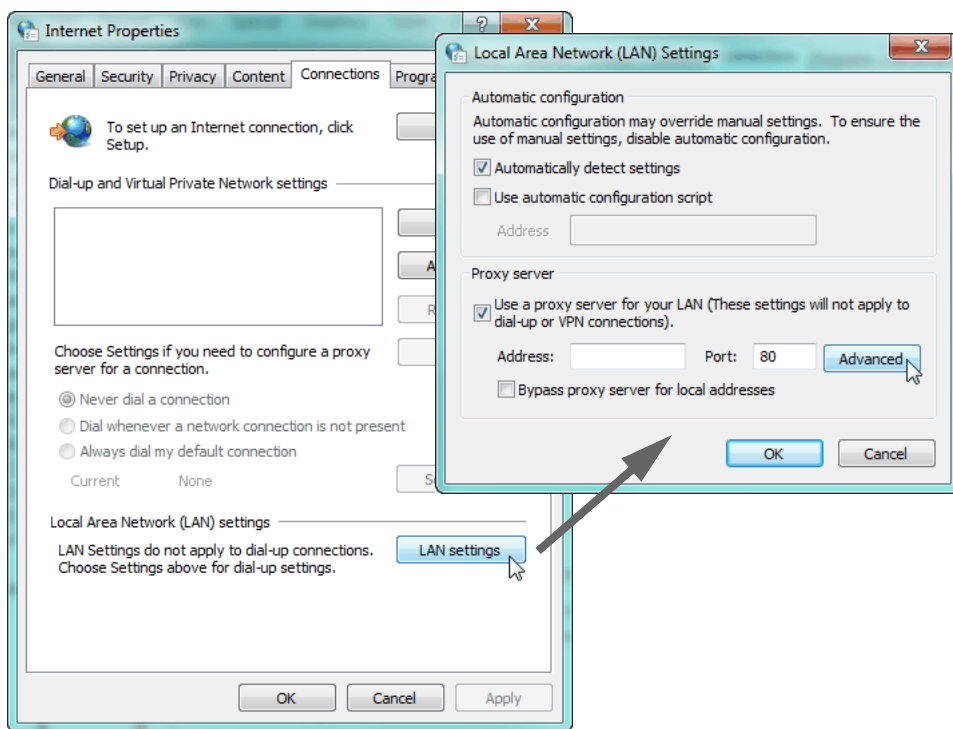 Internet Properties
General Security Privacy Content Connections Progra
To set up an Internet connection, click
Setup.
Dial-up and Virtual Private Network settings
A
R
Choose Settings if you need to configure a proxy
server for a connection.
Never dial a connection
Dial whenever a network connection is not present
Always dial my default connection
Current None
S
Local Area Network (LAN) settings
LAN Settings do not apply to dial-up connections.
Choose Settings above for dial-up settings.
LAN settings
OK Cancel Apply
Local Area Network (LAN) Settings
Automatic configuration
Automatic configuration may override manual settings. To ensure the
use of manual settings, disable automatic configuration.
Automatically detect settings
Use automatic configuration script
Address
Proxy server
Use a proxy server for your LAN (These settings will not apply to
dial-up or VPN connections).
Address: Port: 80 Advanced
Bypass proxy server for local addresses
OK Cancel